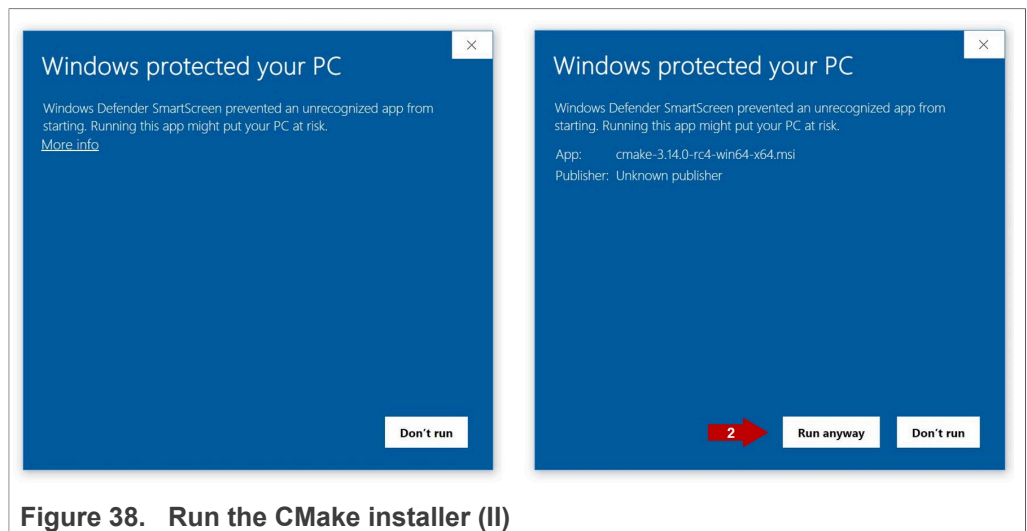 Windows protected your PC
Windows Defender SmartScreen prevented an unrecognized app from
starting. Running this app might put your PC at risk.
More info
Don't run
Windows protected your PC
Windows Defender SmartScreen prevented an unrecognized app from
starting. Running this app might put your PC at risk.
App: cmake-3.14.0-rc4-win64-x64.msi
Publisher: Unknown publisher
2
Run anyway
Don't run
Figure 38. Run the CMake installer (II)